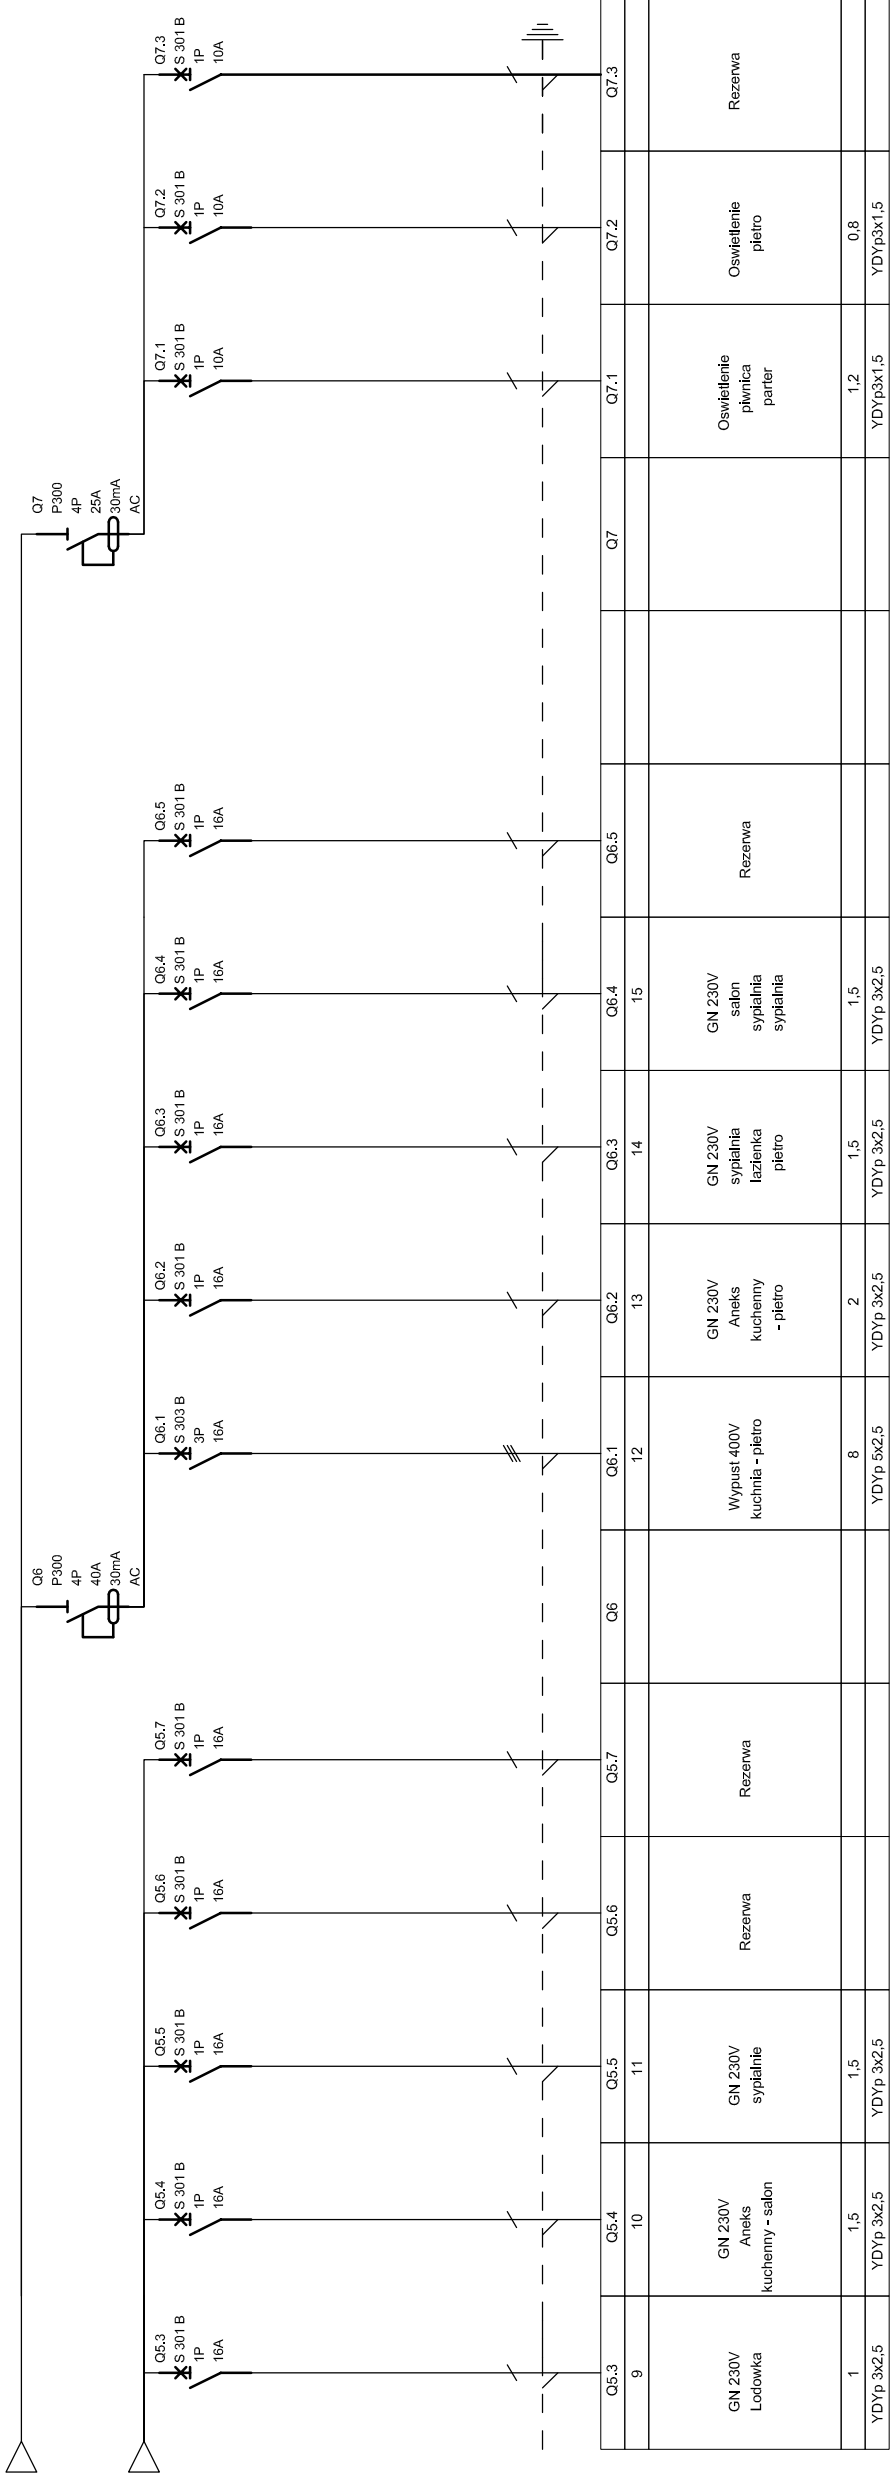 Q5.3
S 301 B
1P
16A
Q5.4
S 301 B
1P
16A
Q5.5
S 301 B
1P
16A
Q5.6
S 301 B
1P
16A
Q5.7
S 301 B
1P
16A
Q6
P300
4P
40A
30mA
AC
Q6.1
S 303 B
3P
16A
Q6.2
S 301 B
1P
16A
Q6.3
S 301 B
1P
16A
Q6.4
S 301 B
1P
16A
Q6.5
S 301 B
1P
16A
Q7
P300
4P
25A
30mA
AC
Q7.1
S 301 B
1P
10A
Q7.2
S 301 B
1P
10A
Q7.3
S 301 B
1P
10A
Q5.3
9
GN 230V
Lodowka
1
YDYp 3x2,5
Q5.4
10
GN 230V
Aneks
kuchenny - salon
1,5
YDYp 3x2,5
Q5.5
11
GN 230V
sypialnie
1,5
YDYp 3x2,5
Q5.6
Rezerwa
Q5.7
Rezerwa
Q6
Q6.1
12
Wypust 400V
kuchnia - pietro
8
YDYp 5x2,5
Q6.2
13
GN 230V
Aneks
kuchenny
- pietro
2
YDYp 3x2,5
Q6.3
14
GN 230V
sypialnia
lazienka
pietro
1,5
YDYp 3x2,5
Q6.4
15
GN 230V
salon
sypialnia
sypialnia
1,5
YDYp 3x2,5
Q6.5
Rezerwa
Q7
Q7.1
Oswietlenie
piwnica
parter
1,2
YDYp3x1,5
Q7.2
Oswietlenie
pietro
0,8
YDYp3x1,5
Q7.3
Rezerwa